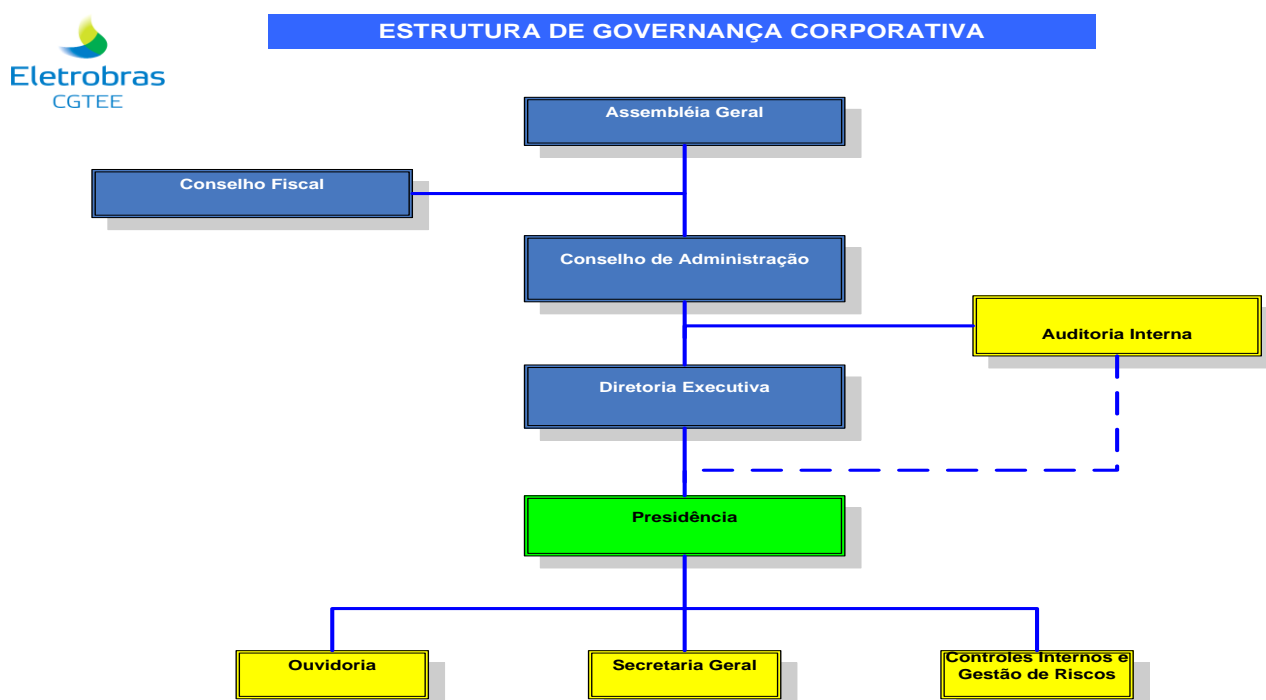 ESTRUTURA DE GOVERNANÇA CORPORATIVA
Eletrobras
CGTEE
Assembléia Geral
Conselho Fiscal
Conselho de Administração
Auditoria Interna
Diretoria Executiva
Presidência
Ouvidoria
Secretaria Geral
Controles Internos e
Gestão de Riscos